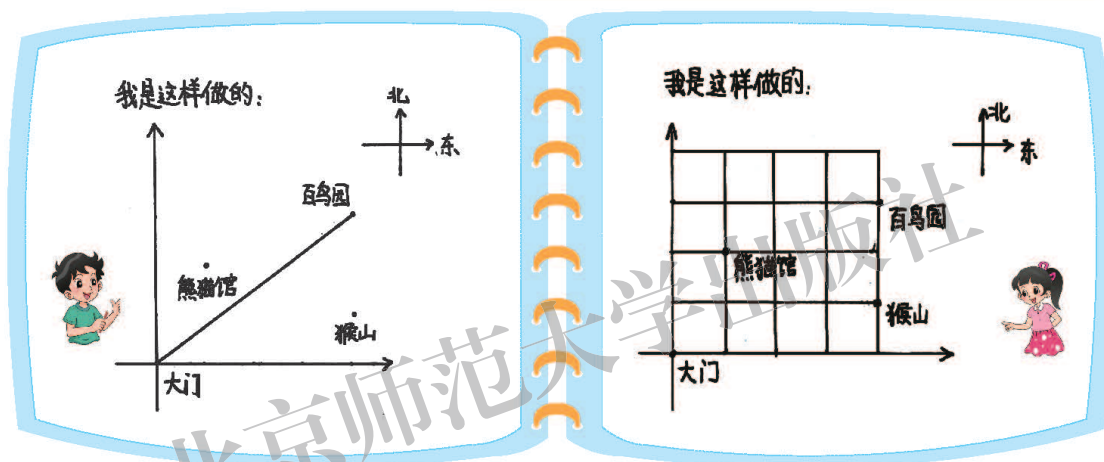 我是这样做的：
北
东
百鸟园
熊猫馆
猴山
大门
我是这样做的：
北
东
百鸟园
熊猫馆
猴山
大门
北京师范大学出版社